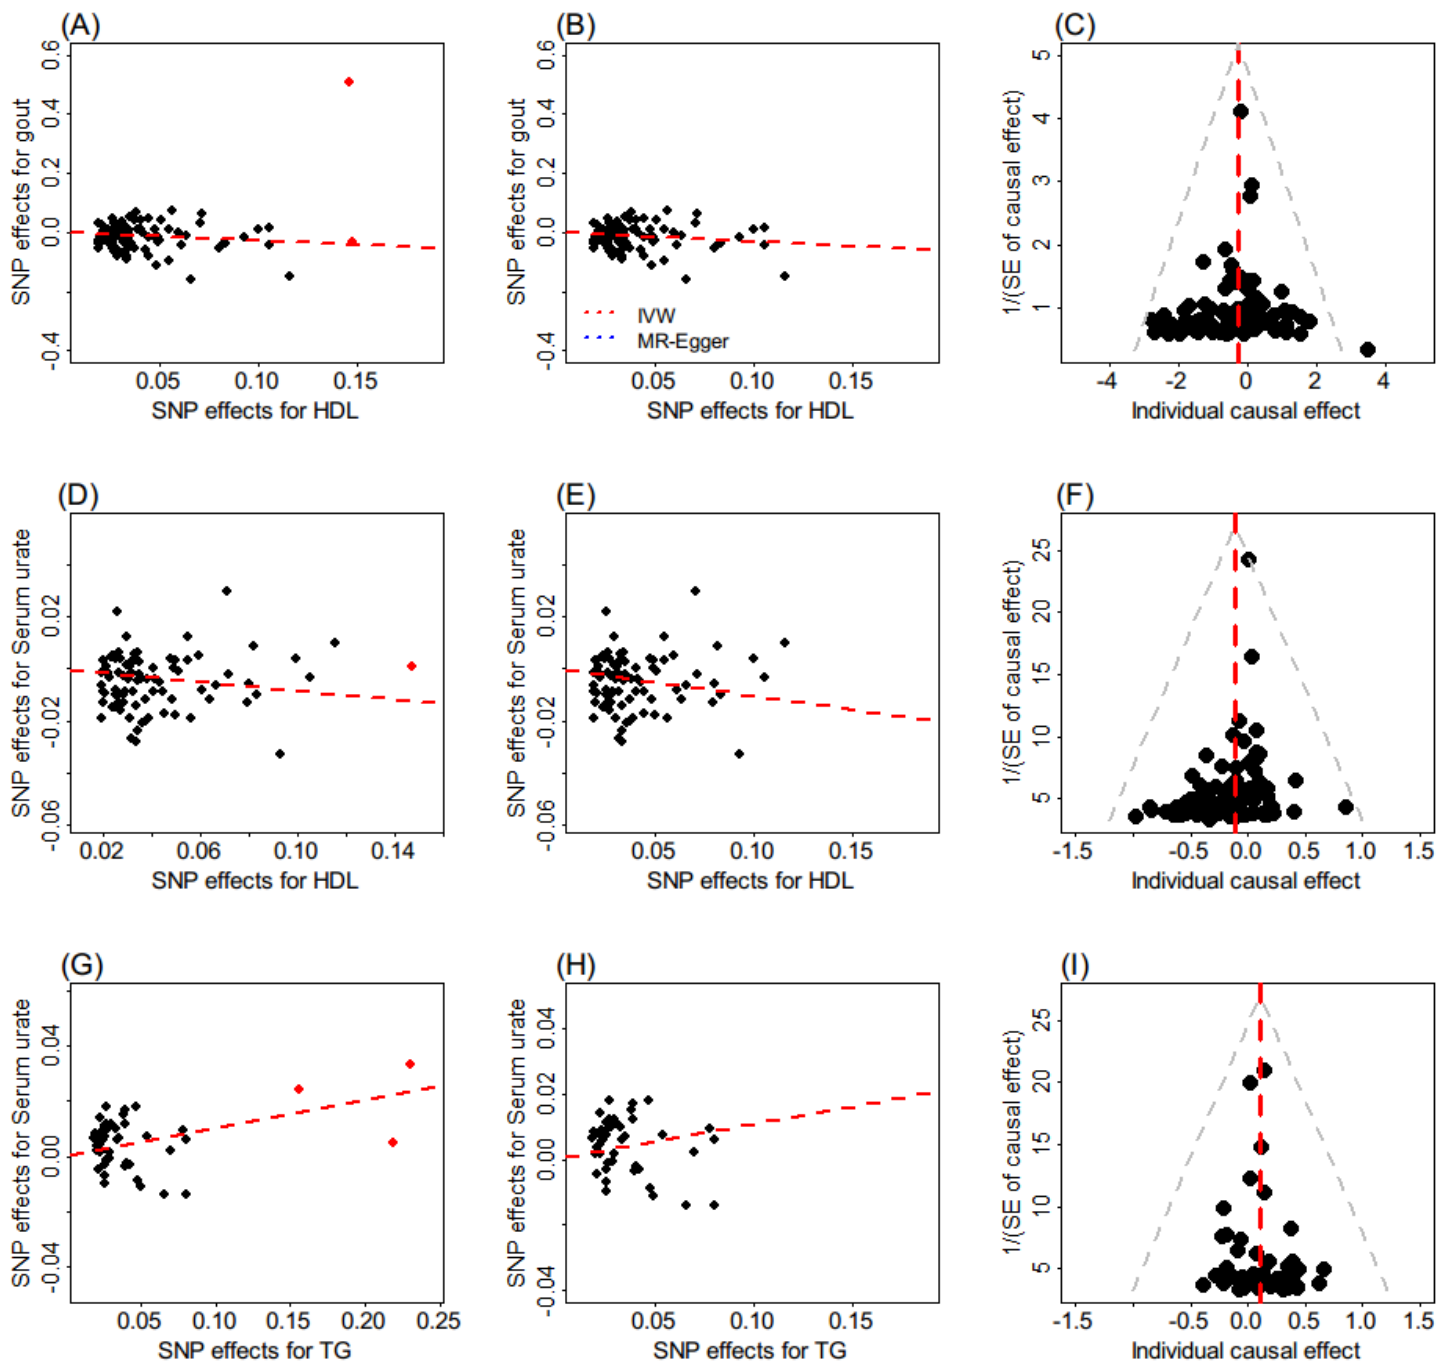 (A)
SNP effects for gout
0.6
0.4
0.2
0.0
-0.4
0.05
0.10
0.15
SNP effects for HDL
(B)
SNP effects for gout
0.6
0.4
0.2
0.0
-0.4
IVW
MR-Egger
0.05
0.10
0.15
SNP effects for HDL
(C)
1/(SE of causal effect)
5
4
3
2
1
-4
-2
0
2
4
Individual causal effect
(D)
SNP effects for Serum urate
0.02
-0.02
-0.06
0.02
0.06
0.10
0.14
SNP effects for HDL
(E)
SNP effects for Serum urate
0.02
-0.02
-0.06
0.05
0.10
0.15
SNP effects for HDL
(F)
1/(SE of causal effect)
25
20
15
10
5
-1.5
-0.5
0.0
0.5
1.0
1.5
Individual causal effect
(G)
SNP effects for Serum urate
0.04
0.00
-0.04
0.05
0.10
0.15
0.20
0.25
SNP effects for TG
(H)
SNP effects for Serum urate
0.04
0.02
0.00
-0.04
0.05
0.10
0.15
SNP effects for TG
(I)
1/(SE of causal effect)
25
20
15
10
5
-1.5
-0.5
0.0
0.5
1.0
1.5
Individual causal effect